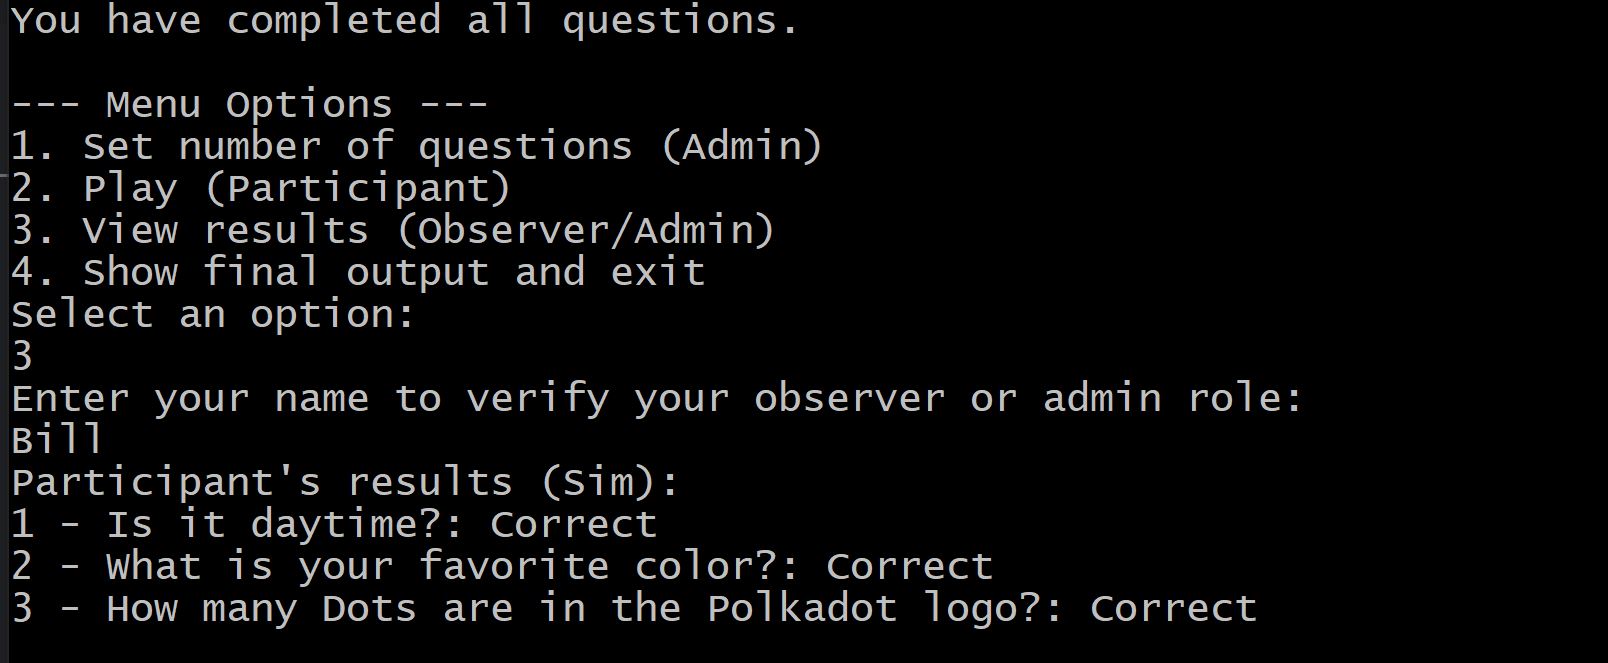 You have completed all questions.
--- Menu Options ---
1. Set number of questions (Admin)
2. Play (Participant)
3. View results (Observer/Admin)
4. Show final output and exit
Select an option:
3
Enter your name to verify your observer or admin role:
Bill
Participant's results (Sim):
1 - Is it daytime?: Correct
2 - What is your favorite color?: Correct
3 - How many Dots are in the Polkadot logo?: Correct